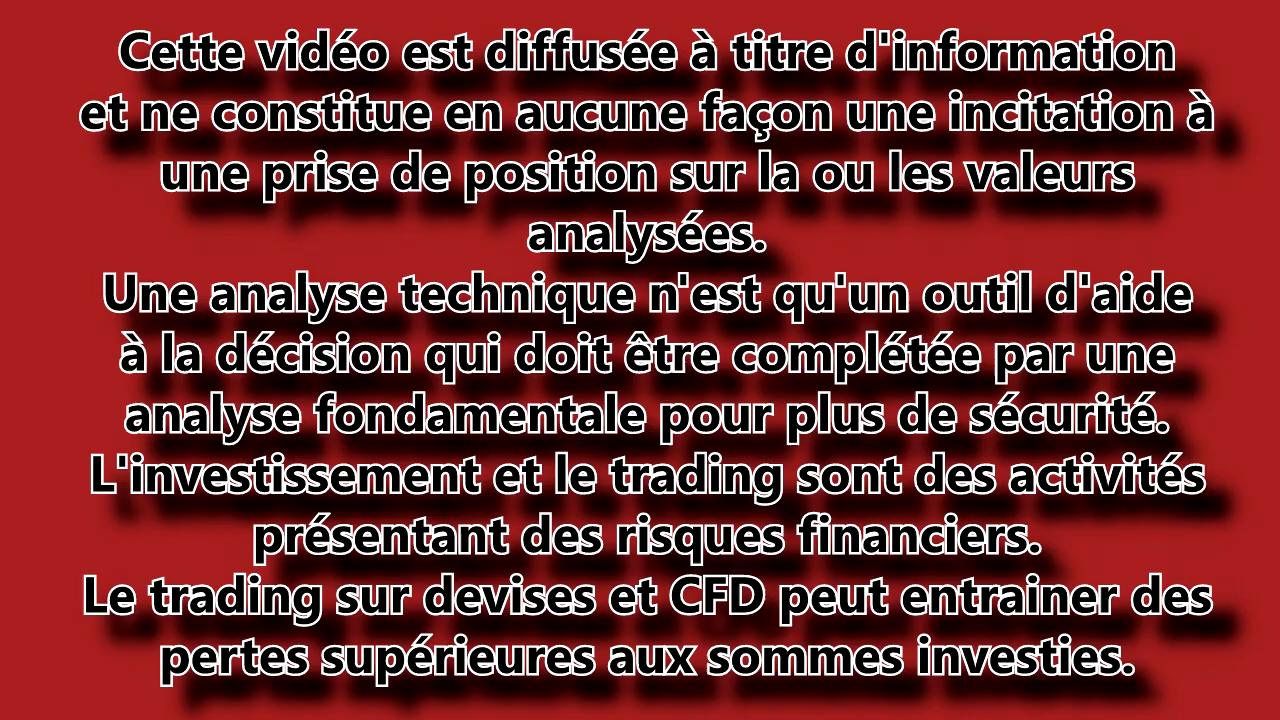 Cette vidéo est diffusée à titre d'information
et ne constitue en aucune façon une incitation à
une prise de position sur la ou les valeurs
analysées.
Une analyse technique n'est qu'un outil d'aide
à la décision qui doit être complétée par une
analyse fondamentale pour plus de sécurité.
L'investissement et le trading sont des activités
présentant des risques financiers.
Le trading sur devises et CFD peut entrainer des
pertes supérieures aux sommes investies.